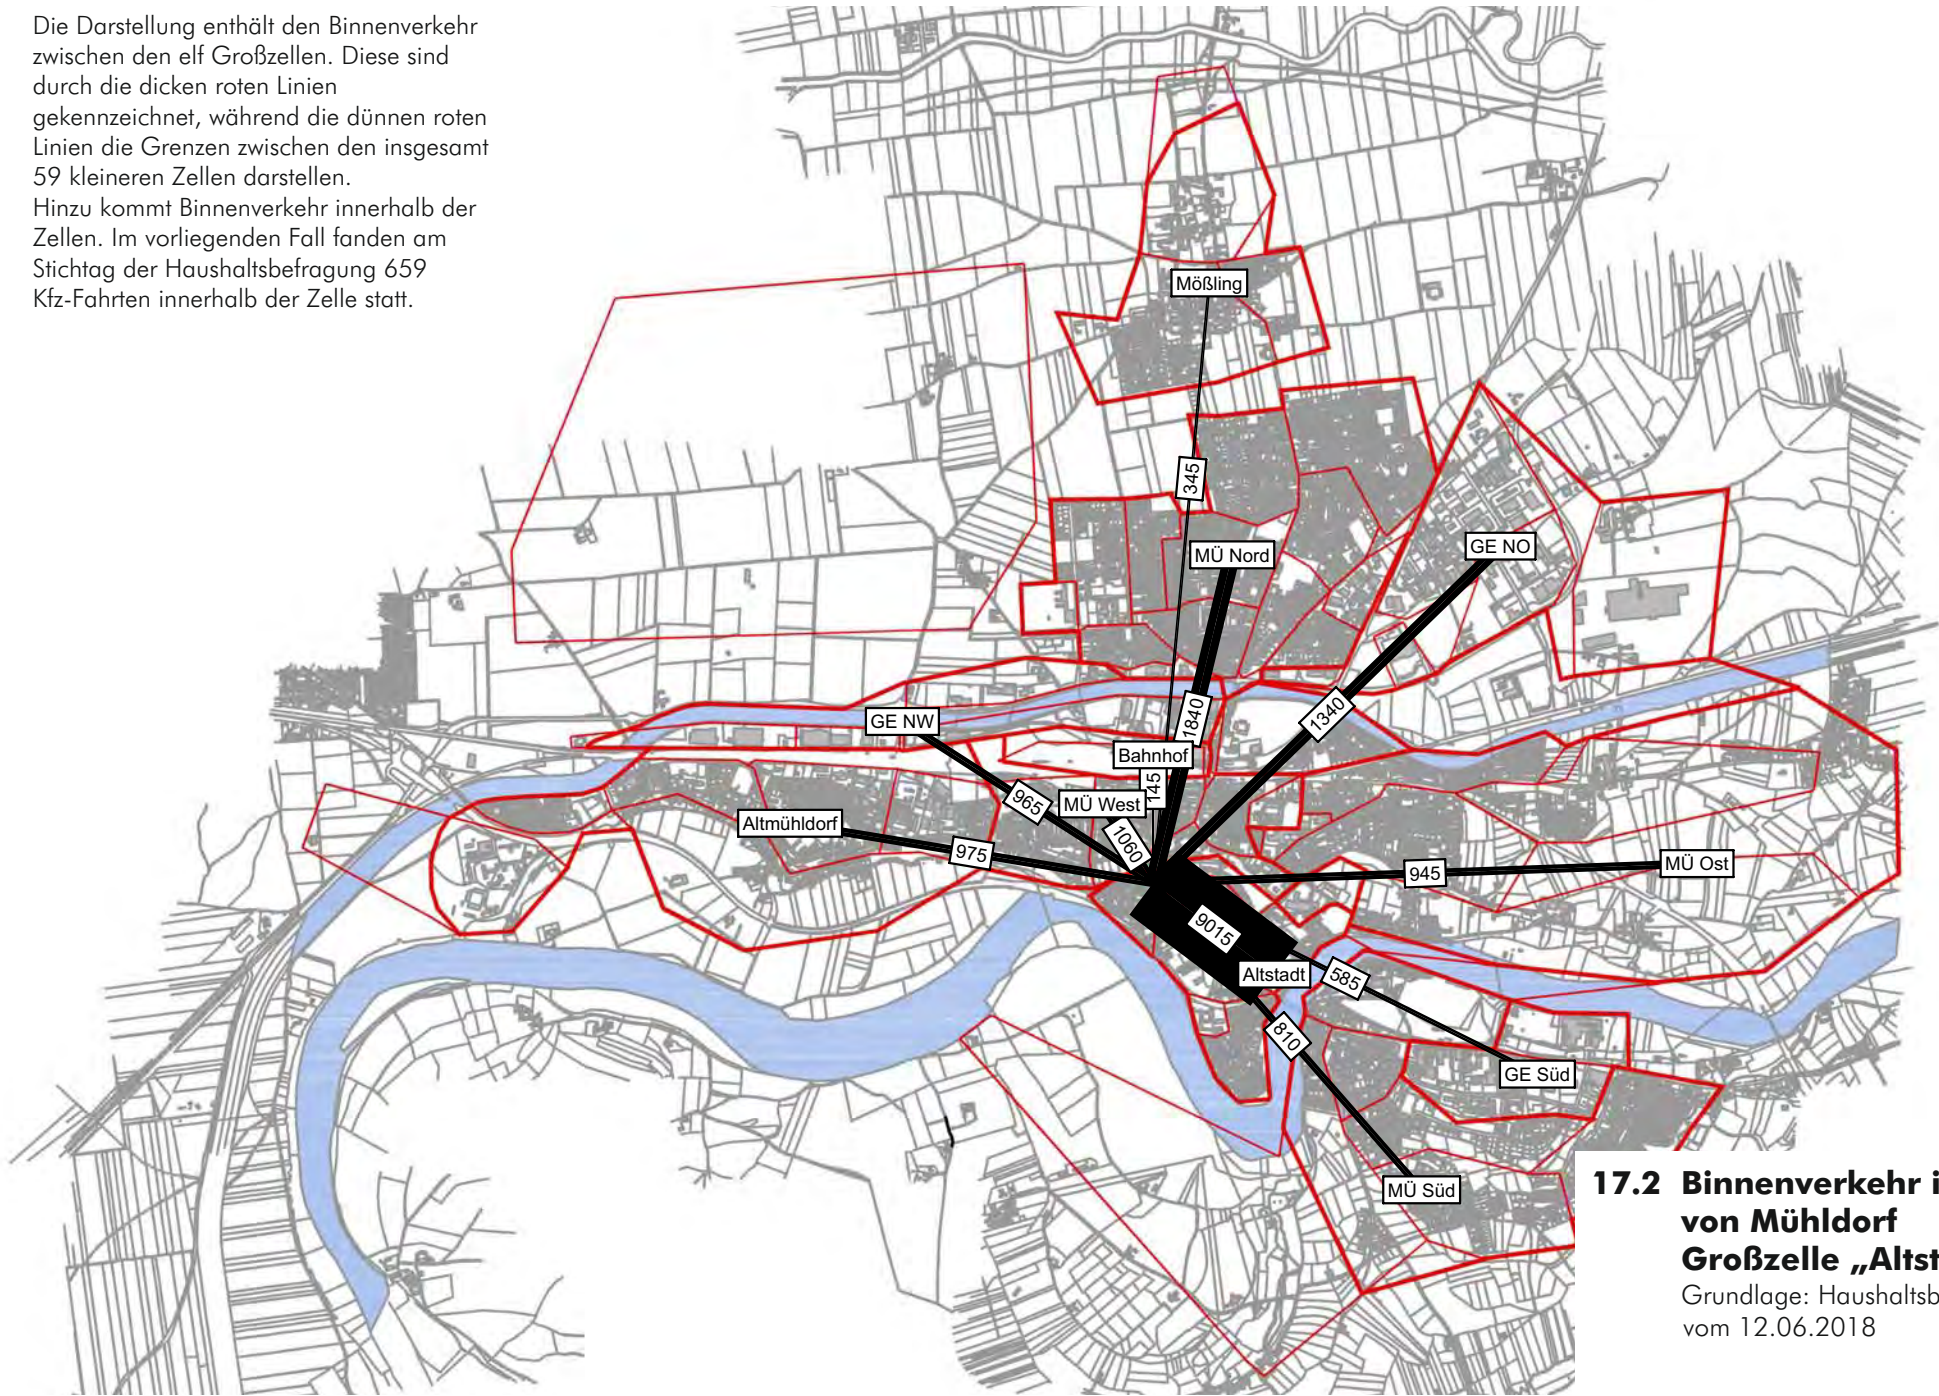 Die Darstellung enthält den Binnenverkehr
zwischen den elf Großzellen. Diese sind
durch die dicken roten Linien
gekennzeichnet, während die dünnen roten
Linien die Grenzen zwischen den insgesamt
59 kleineren Zellen darstellen.
Hinzu kommt Binnenverkehr innerhalb der
Zellen. Im vorliegenden Fall fanden am
Stichtag der Haushaltsbefragung 659
Kfz-Fahrten innerhalb der Zelle statt.
Mößling
345
MÜ Nord
GE NO
GE NW
1840
1340
Bahnhof
145
965
MÜ West
Altmühldorf
1060
975
945
MÜ Ost
9015
Altstadt
585
810
GE Süd
MÜ Süd
17.2 Binnenverkehr i
von Mühldorf
Großzelle „Altst
Grundlage: Haushaltsb
vom 12.06.2018